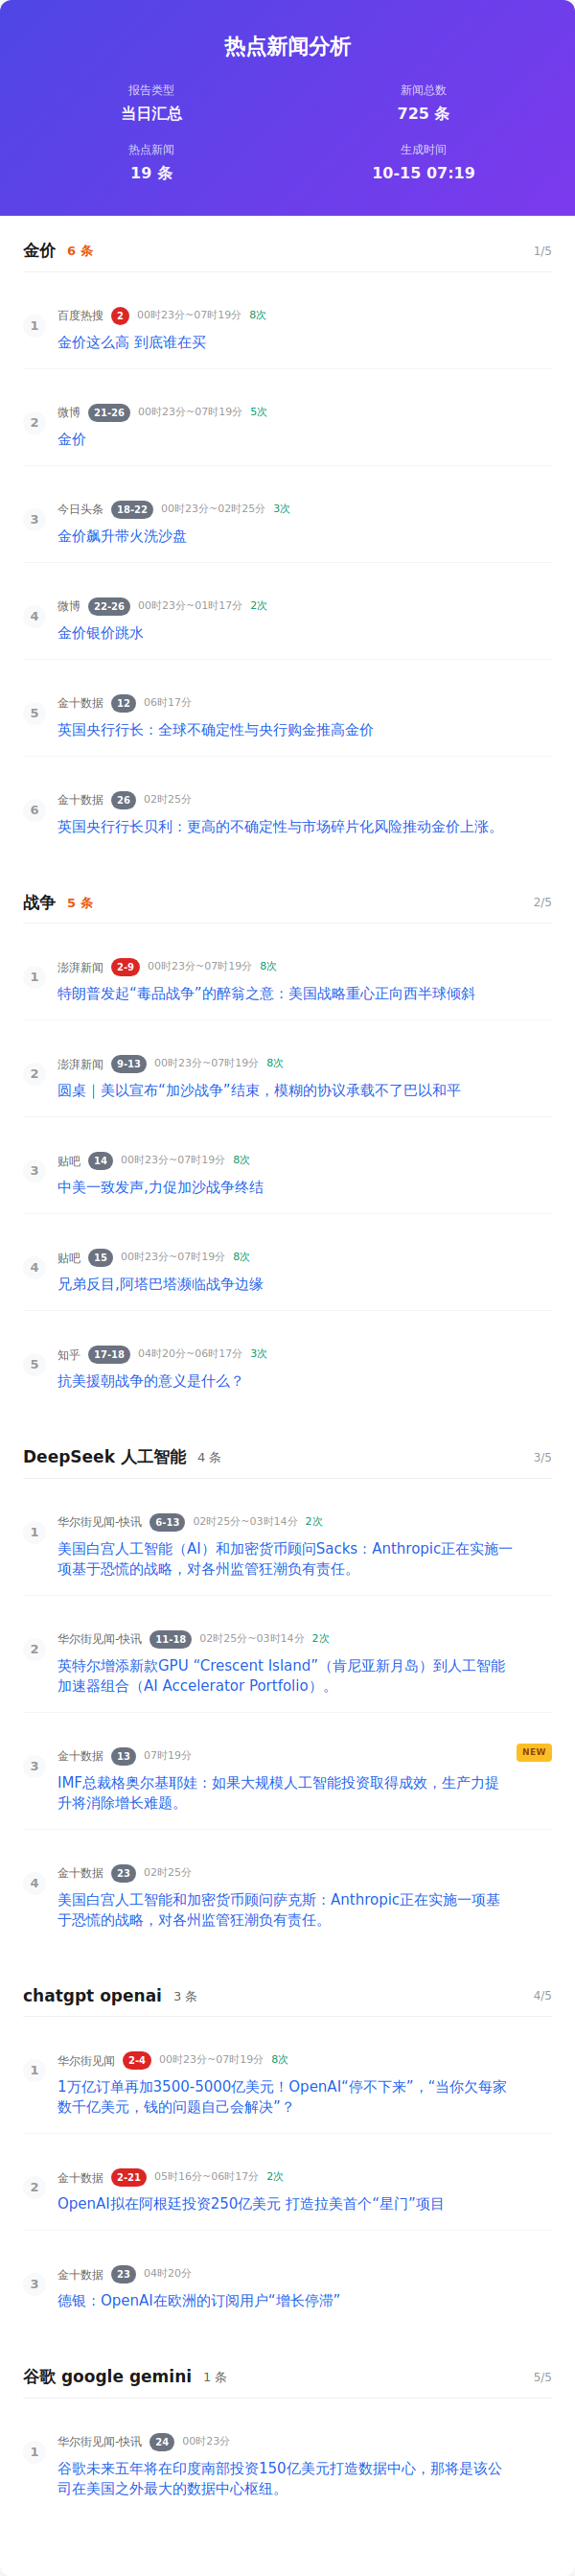 热点新闻分析
报告类型
当日汇总
新闻总数
725 条
热点新闻
19 条
生成时间
10-15 07:19
金价 6 条 1/5
1
百度热搜 2 00时23分~07时19分 8次
金价这么高 到底谁在买
2
微博 21-26 00时23分~07时19分 5次
金价
3
今日头条 18-22 00时23分~02时25分 3次
金价飙升带火洗沙盘
4
微博 22-26 00时23分~01时17分 2次
金价银价跳水
5
金十数据 12 06时17分
英国央行行长：全球不确定性与央行购金推高金价
6
金十数据 26 02时25分
英国央行行长贝利：更高的不确定性与市场碎片化风险推动金价上涨。
战争 5 条 2/5
1
澎湃新闻 2-9 00时23分~07时19分 8次
特朗普发起“毒品战争”的醉翁之意：美国战略重心正向西半球倾斜
2
澎湃新闻 9-13 00时23分~07时19分 8次
圆桌｜美以宣布“加沙战争”结束，模糊的协议承载不了巴以和平
3
贴吧 14 00时23分~07时19分 8次
中美一致发声,力促加沙战争终结
4
贴吧 15 00时23分~07时19分 8次
兄弟反目,阿塔巴塔濒临战争边缘
5
知乎 17-18 04时20分~06时17分 3次
抗美援朝战争的意义是什么？
DeepSeek 人工智能 4 条 3/5
1
华尔街见闻-快讯 6-13 02时25分~03时14分 2次
美国白宫人工智能（AI）和加密货币顾问Sacks：Anthropic正在实施一
项基于恐慌的战略，对各州监管狂潮负有责任。
2
华尔街见闻-快讯 11-18 02时25分~03时14分 2次
英特尔增添新款GPU “Crescent Island”（肯尼亚新月岛）到人工智能
加速器组合（AI Accelerator Portfolio）。
3
金十数据 13 07时19分 NEW
IMF总裁格奥尔基耶娃：如果大规模人工智能投资取得成效，生产力提
升将消除增长难题。
4
金十数据 23 02时25分
美国白宫人工智能和加密货币顾问萨克斯：Anthropic正在实施一项基
于恐慌的战略，对各州监管狂潮负有责任。
chatgpt openai 3 条 4/5
1
华尔街见闻 2-4 00时23分~07时19分 8次
1万亿订单再加3500-5000亿美元！OpenAI“停不下来”，“当你欠每家
数千亿美元，钱的问题自己会解决”？
2
金十数据 2-21 05时16分~06时17分 2次
OpenAI拟在阿根廷投资250亿美元 打造拉美首个“星门”项目
3
金十数据 23 04时20分
德银：OpenAI在欧洲的订阅用户“增长停滞”
谷歌 google gemini 1 条 5/5
1
华尔街见闻-快讯 24 00时23分
谷歌未来五年将在印度南部投资150亿美元打造数据中心，那将是该公
司在美国之外最大的数据中心枢纽。